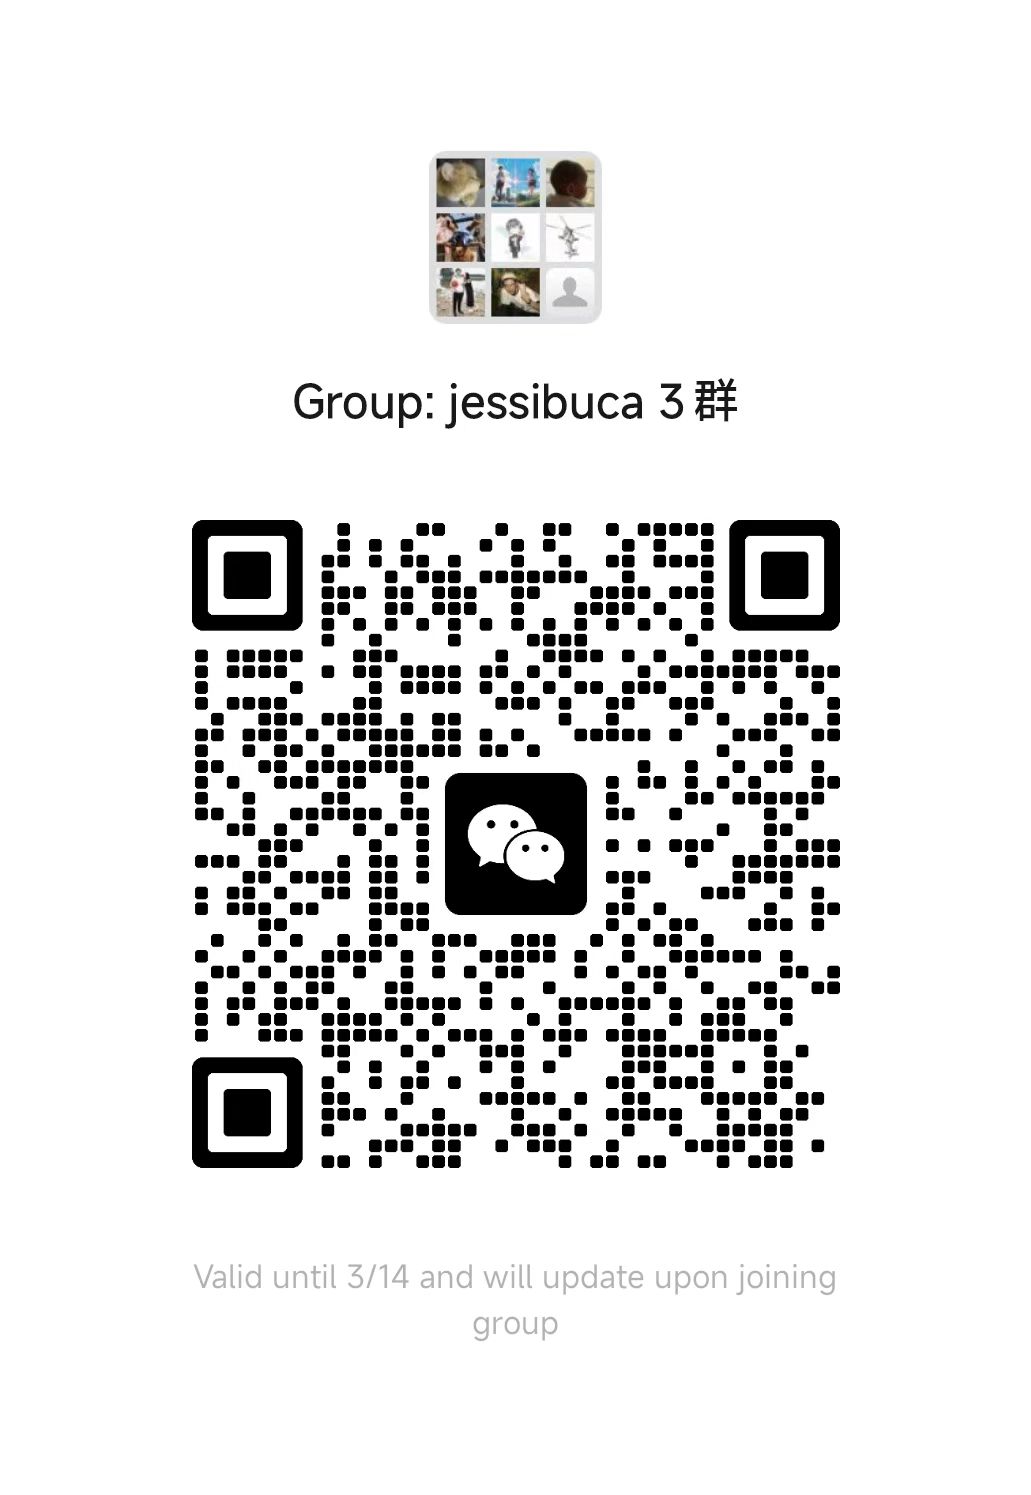 Group: jessibuca 3 群
Valid until 3/14 and will update upon joining
group